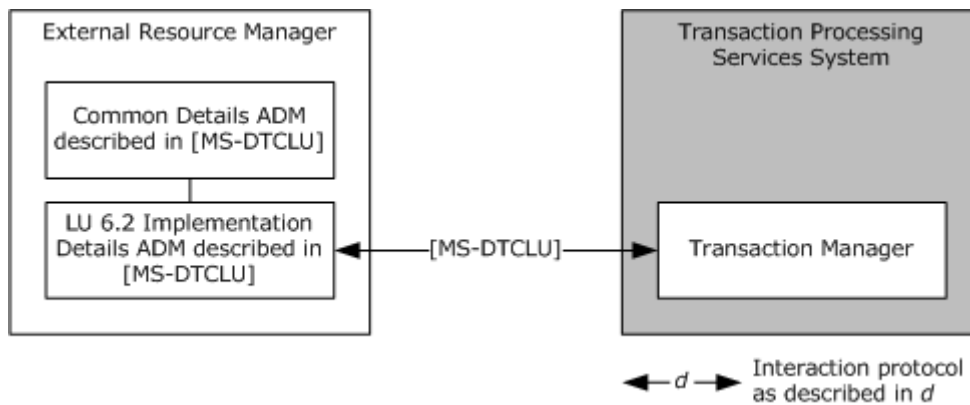 External Resource Manager
Common Details ADM
described in [MS-DTCLU]
LU 6.2 Implementation
Details ADM described in
[MS-DTCLU]
[MS-DTCLU]
Transaction Processing
Services System
Transaction Manager
d
Interaction protocol
as described in d